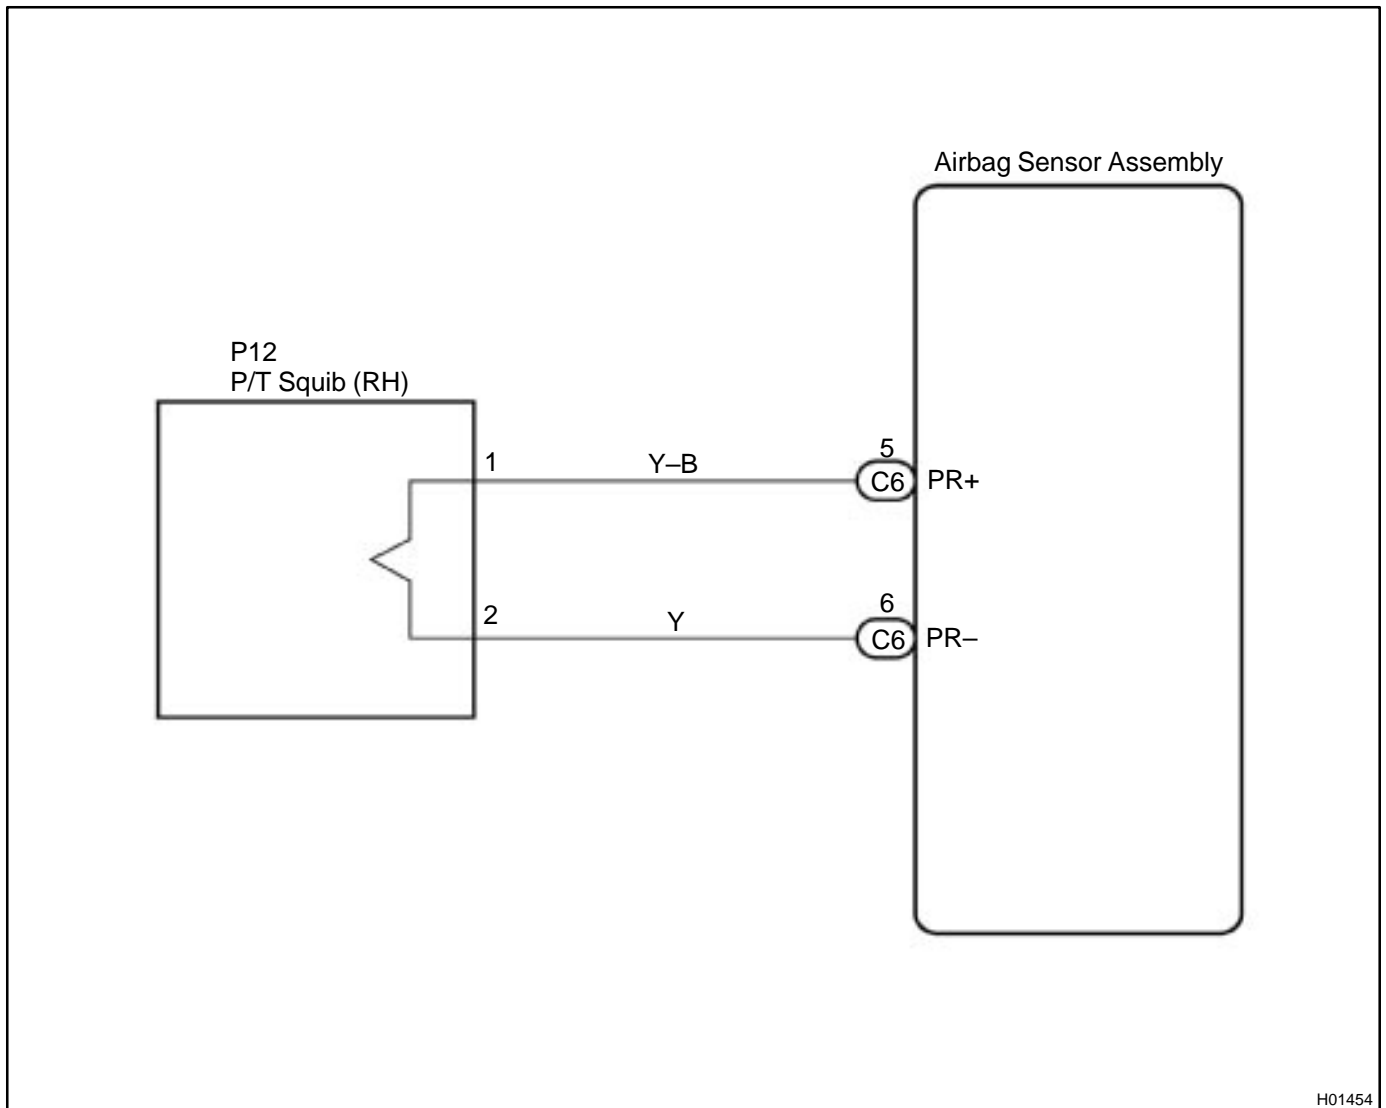 Airbag Sensor Assembly
P12
P/T Squib (RH)
1
Y–B
5
C6
PR+
2
Y
6
C6
PR–
H01454